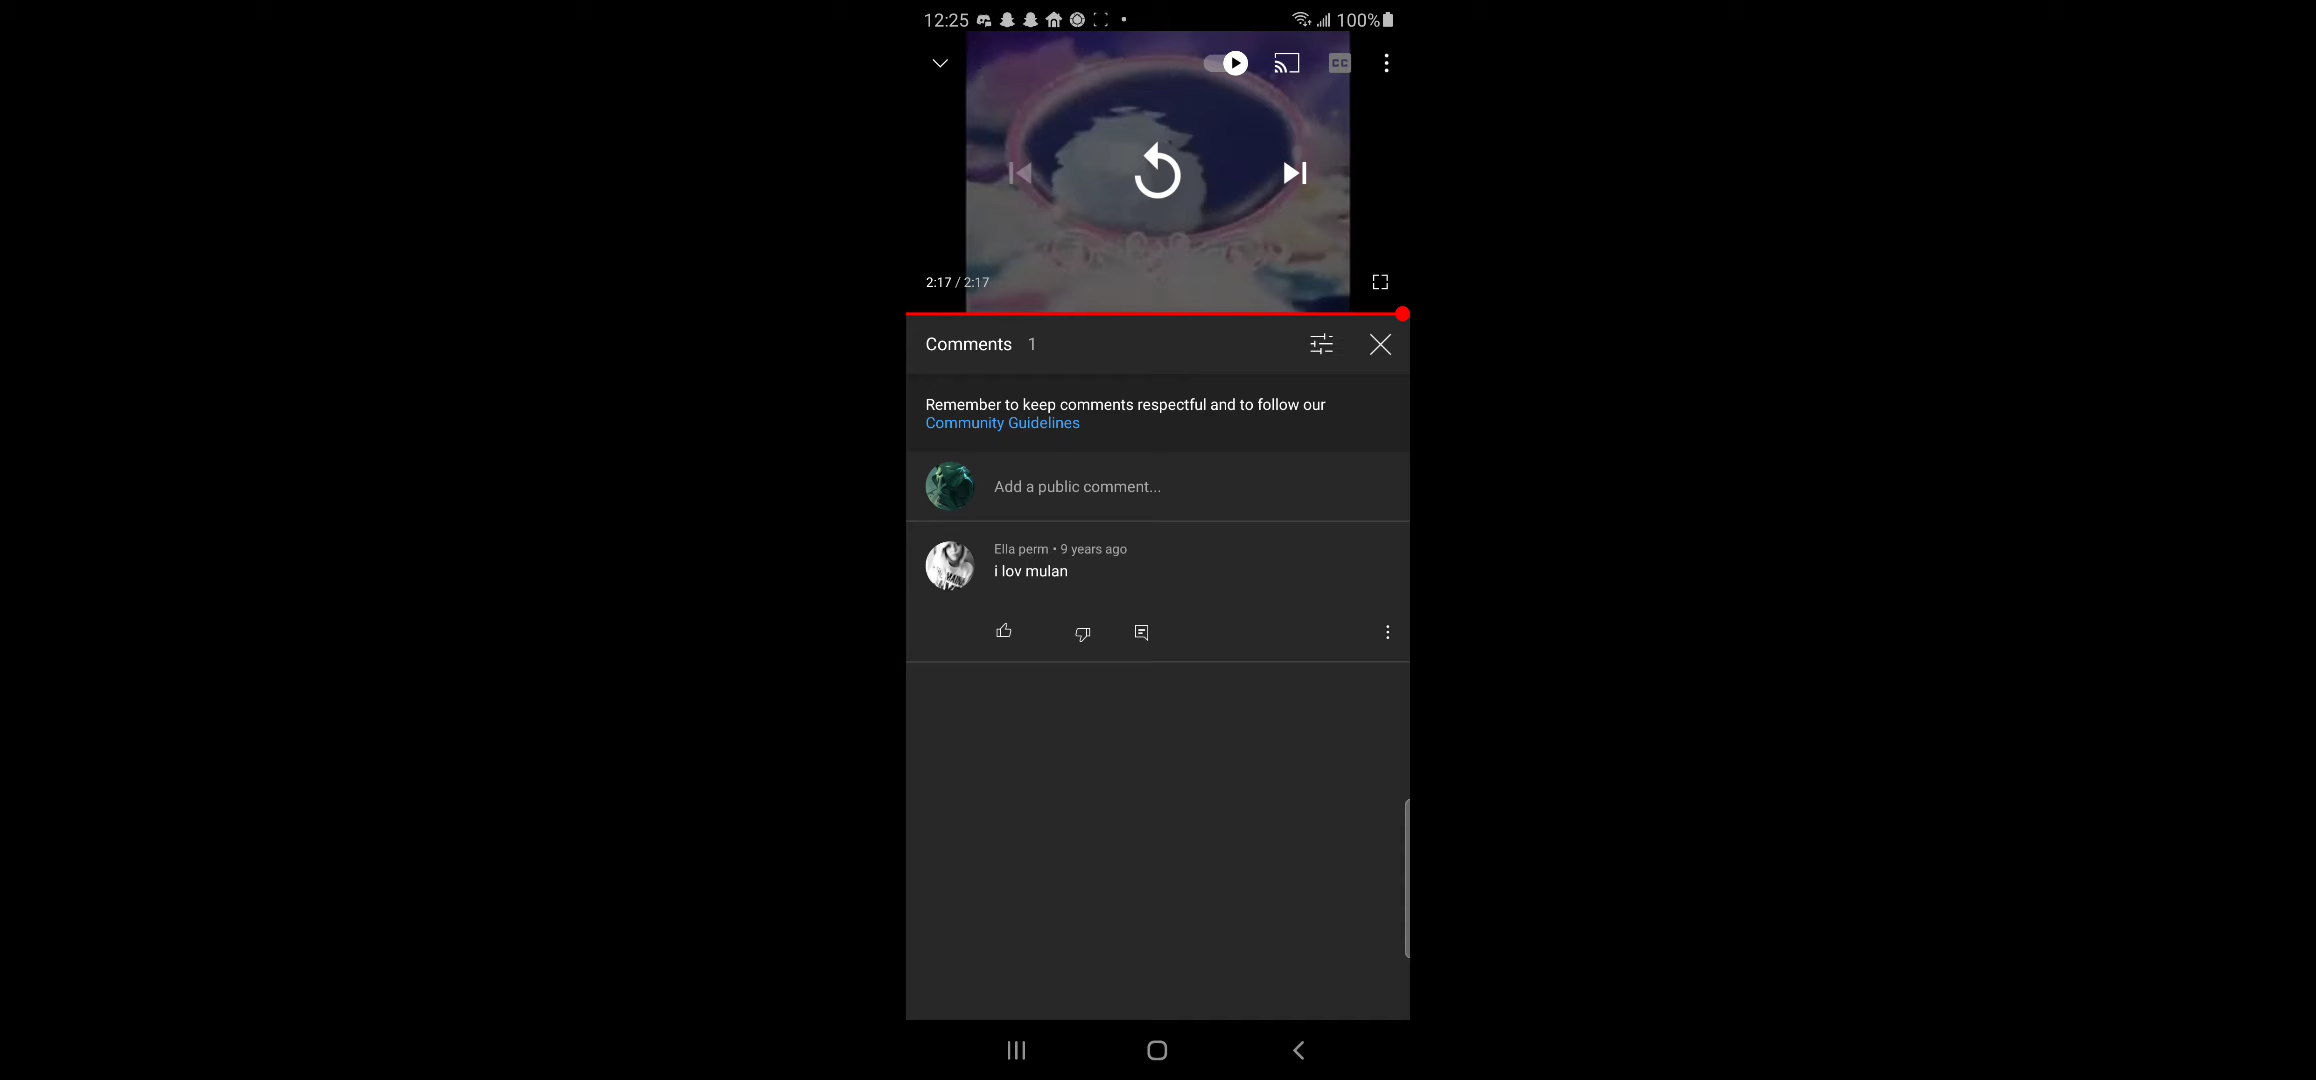 12:25
100%
CC
2:17 / 2:17
Comments 1
Remember to keep comments respectful and to follow our
Community Guidelines
Add a public comment...
Ella perm • 9 years ago
i lov mulan